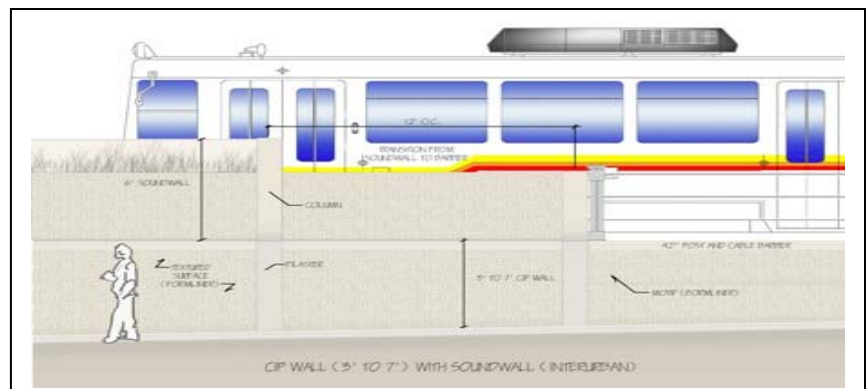 12' O.C.
TRANSITION FROM
SOUNDWALL TO BARRIER
6' SOUNDWALL
COLUMN
42" POST AND CABLE BARRIER
TEXTURED
SURFACE
(FORMLINER)
PILASTER
3' TO 7' CIP WALL
MOTIF (FORMLINER)
CIP WALL (3' TO 7') WITH SOUNDWALL (INTERURBAN)